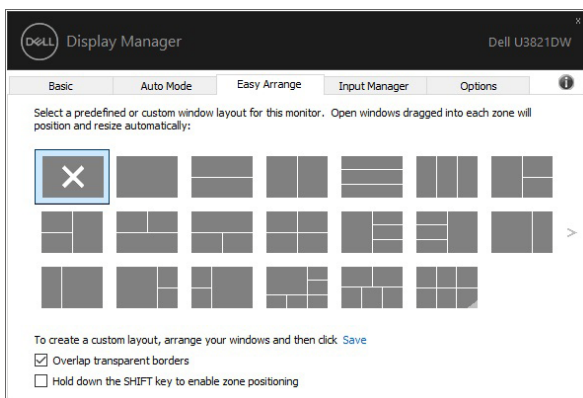 x
DELL Display Manager Dell U3821DW
Basic Auto Mode Easy Arrange Input Manager Options i
Select a predefined or custom window layout for this monitor. Open windows dragged into each zone will
position and resize automatically:
To create a custom layout, arrange your windows and then click Save
Overlap transparent borders
Hold down the SHIFT key to enable zone positioning